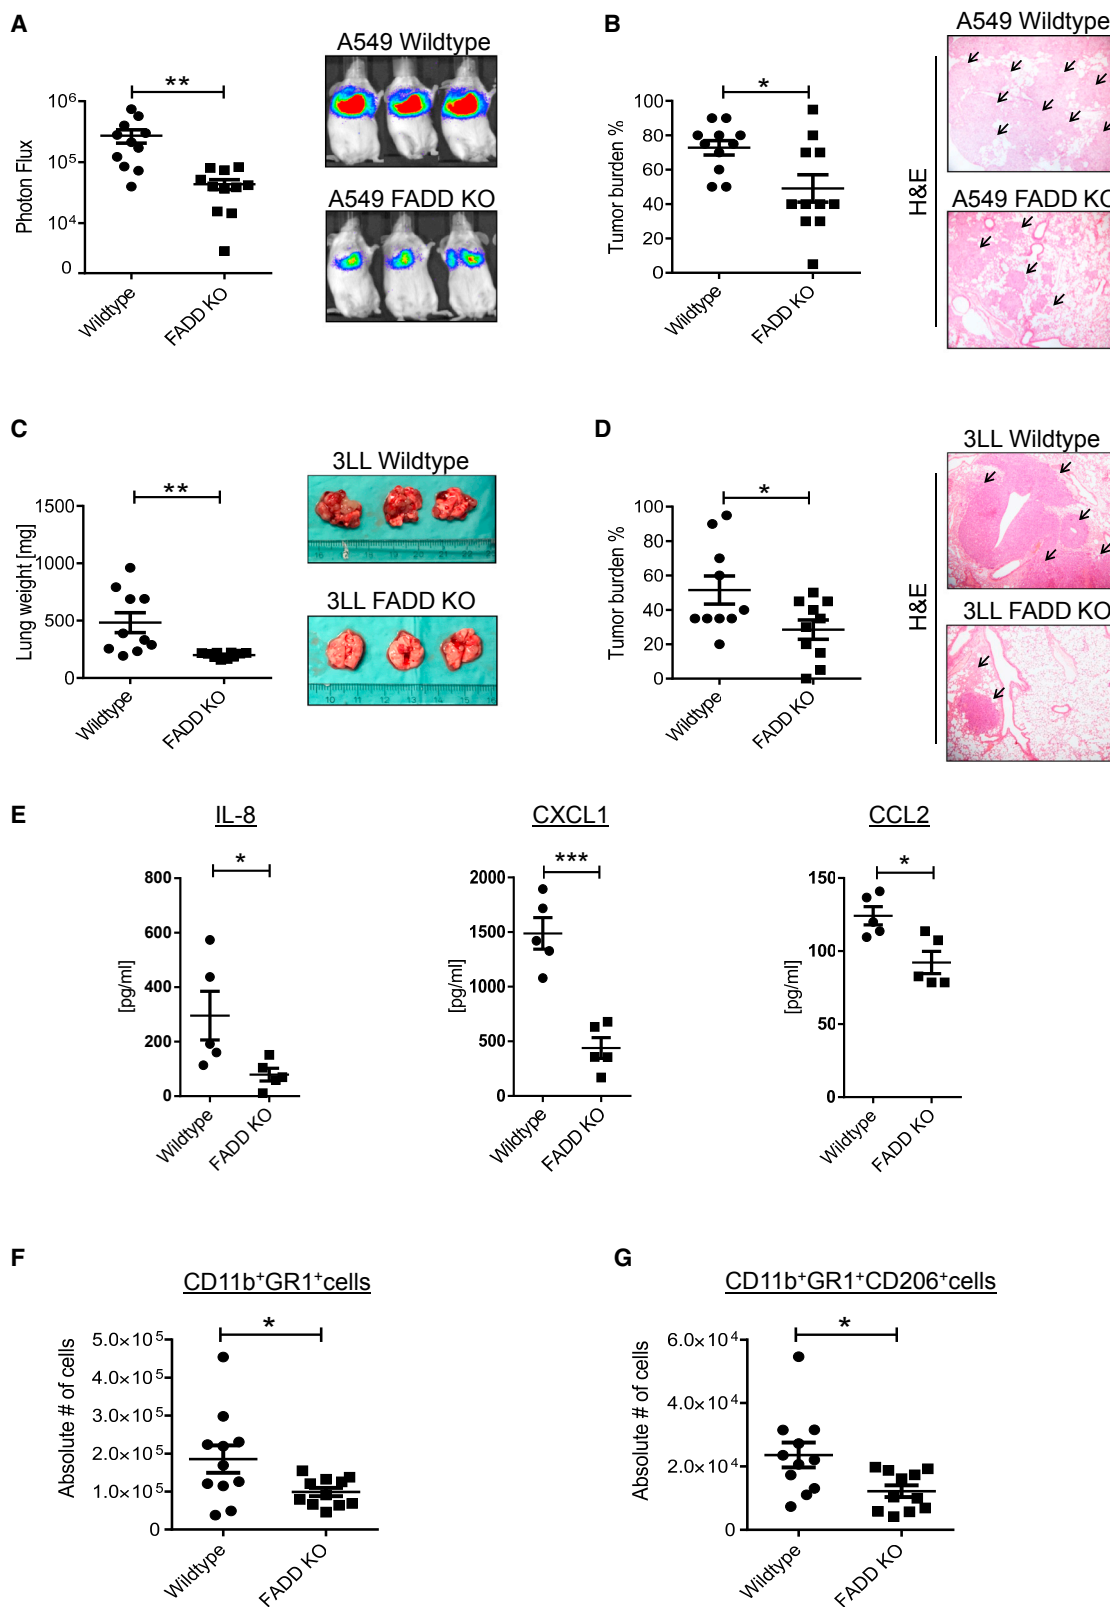 A
A549 Wildtype
**
Photon Flux
10⁶
10⁵
10⁴
0
Wildtype
FADD KO
A549 FADD KO
B
A549 Wildtype
*
Tumor burden %
100
80
60
40
20
0
Wildtype
FADD KO
H&E
A549 FADD KO
C
3LL Wildtype
**
Lung weight [mg]
1500
1000
500
0
Wildtype
FADD KO
3LL FADD KO
10 11 12 13 14 15 16
D
3LL Wildtype
*
Tumor burden %
100
80
60
40
20
0
Wildtype
FADD KO
H&E
3LL FADD KO
E
IL-8
*
[pg/ml]
800
600
400
200
0
Wildtype
FADD KO
CXCL1
***
[pg/ml]
2000
1500
1000
500
0
Wildtype
FADD KO
CCL2
*
[pg/ml]
150
100
50
0
Wildtype
FADD KO
F
CD11b⁺GR1⁺cells
*
Absolute # of cells
5.0×10⁵
4.0×10⁵
3.0×10⁵
2.0×10⁵
1.0×10⁵
0
Wildtype
FADD KO
G
CD11b⁺GR1⁺CD206⁺cells
*
Absolute # of cells
6.0×10⁴
4.0×10⁴
2.0×10⁴
0
Wildtype
FADD KO